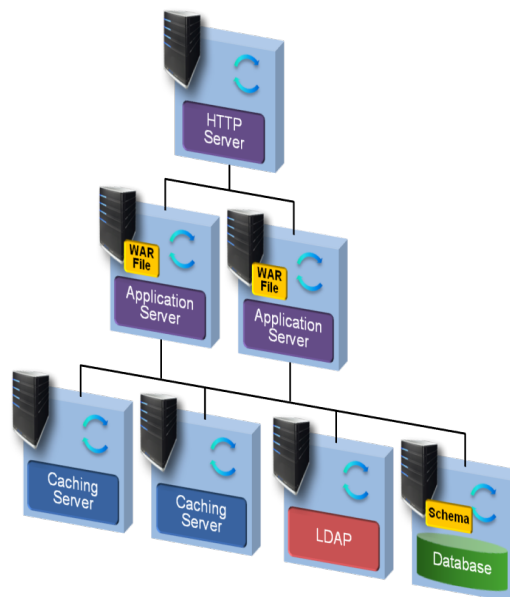 HTTP
Server
WAR
File
Application
Server
WAR
File
Application
Server
Caching
Server
Caching
Server
LDAP
Schema
Database